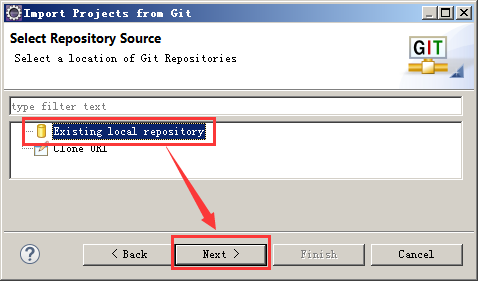 Import Projects from Git
Select Repository Source
Select a location of Git Repositories
GIT
type filter text
Existing local repository
Clone URI
?
< Back
Next >
Finish
Cancel